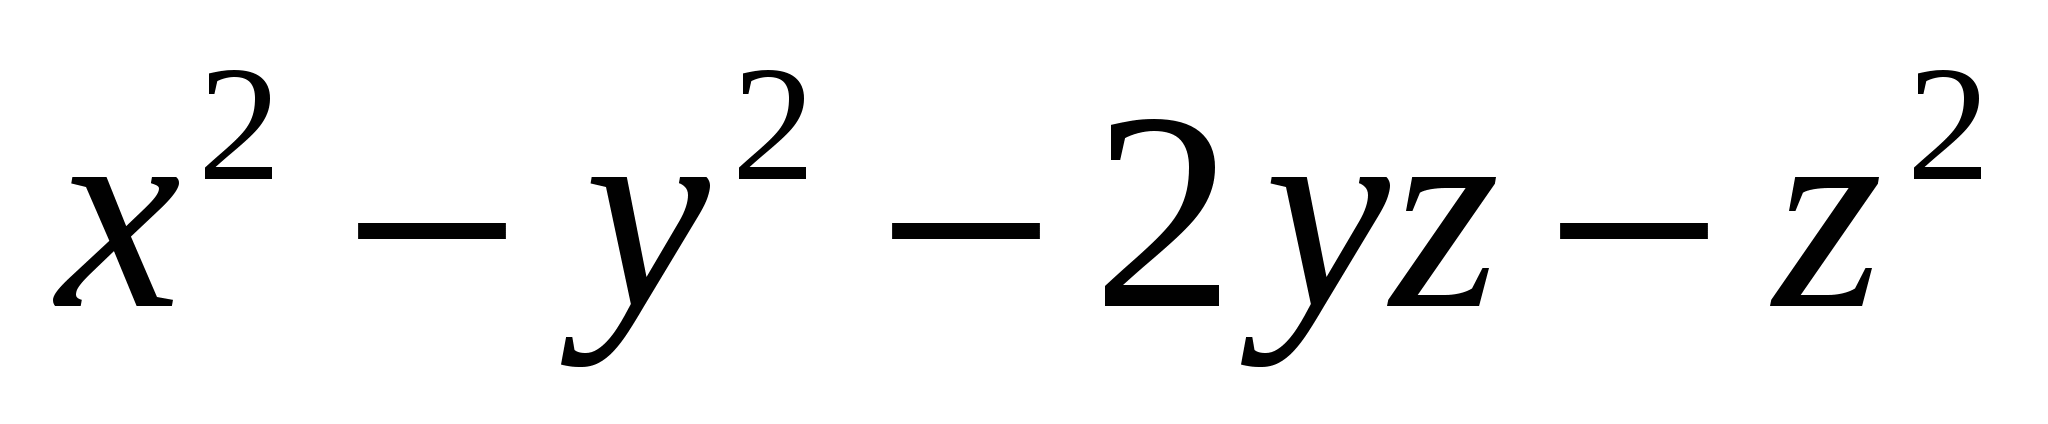 x² − y² − 2yz − z²